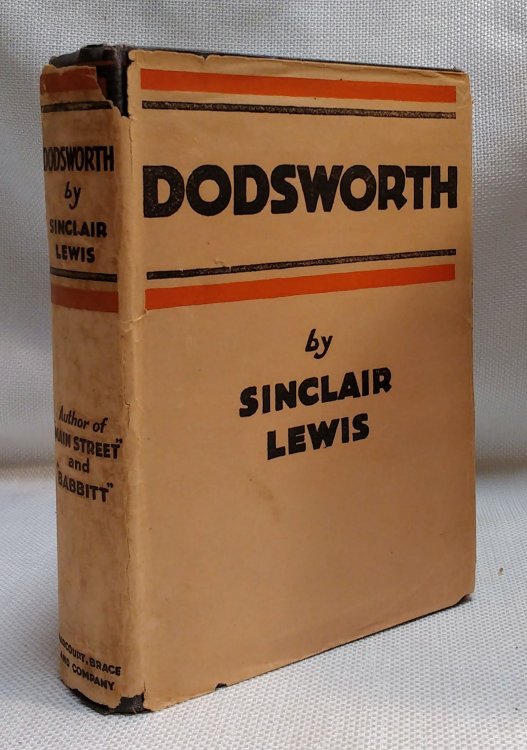 DODSWORTH
by
SINCLAIR
LEWIS
DODSWORTH
by
SINCLAIR
LEWIS
Author of
MAIN STREET"
and
BABBITT"
HARCOURT, BRACE
AND COMPANY